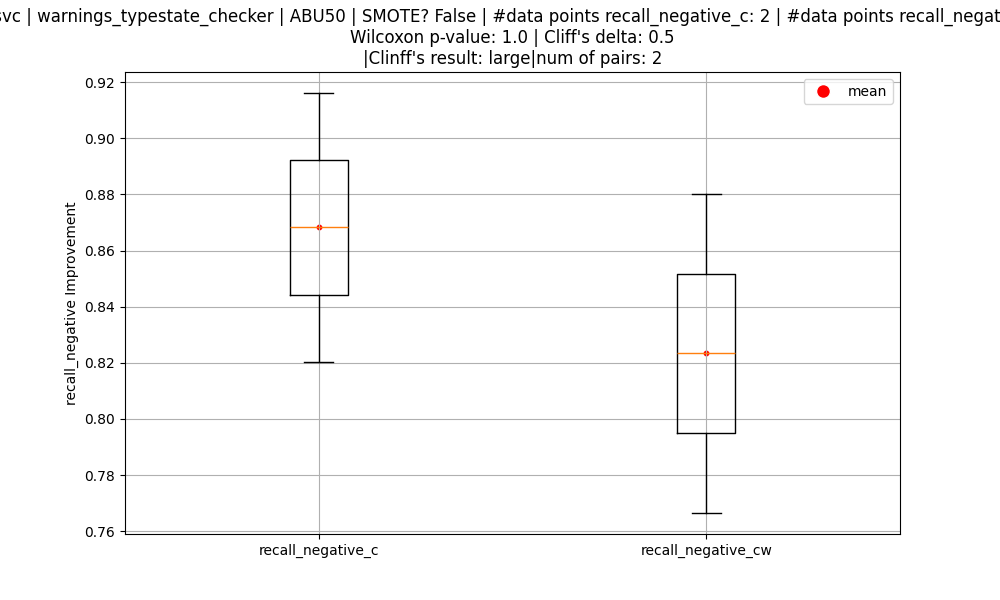 svc | warnings_typestate_checker | ABU50 | SMOTE? False | #data points recall_negative_c: 2 | #data points
Wilcoxon p-value: 1.0 | Cliff's delta: 0.5
|Clinff's result: large|num of pairs: 2
mean
0.92
0.90
0.88
0.86
0.84
0.82
0.80
0.78
0.76
recall_negative Improvement
recall_negative_c
recall_negative_cw